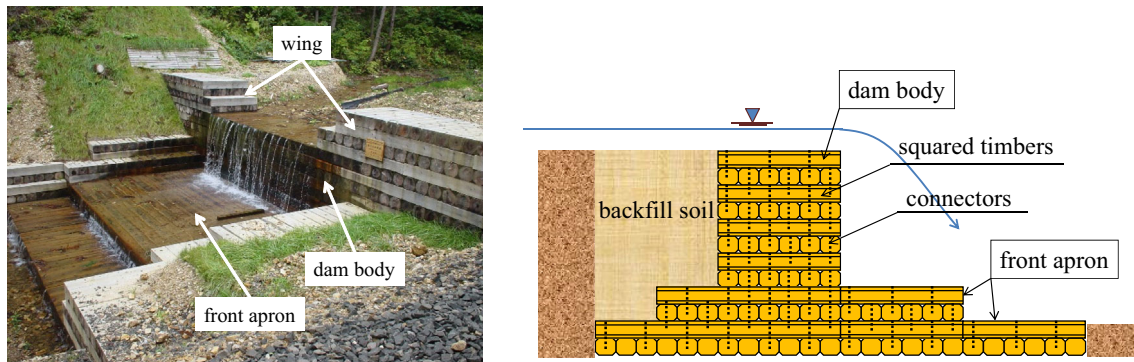 wing
dam body
front apron
dam body
squared timbers
backfill soil
connectors
front apron